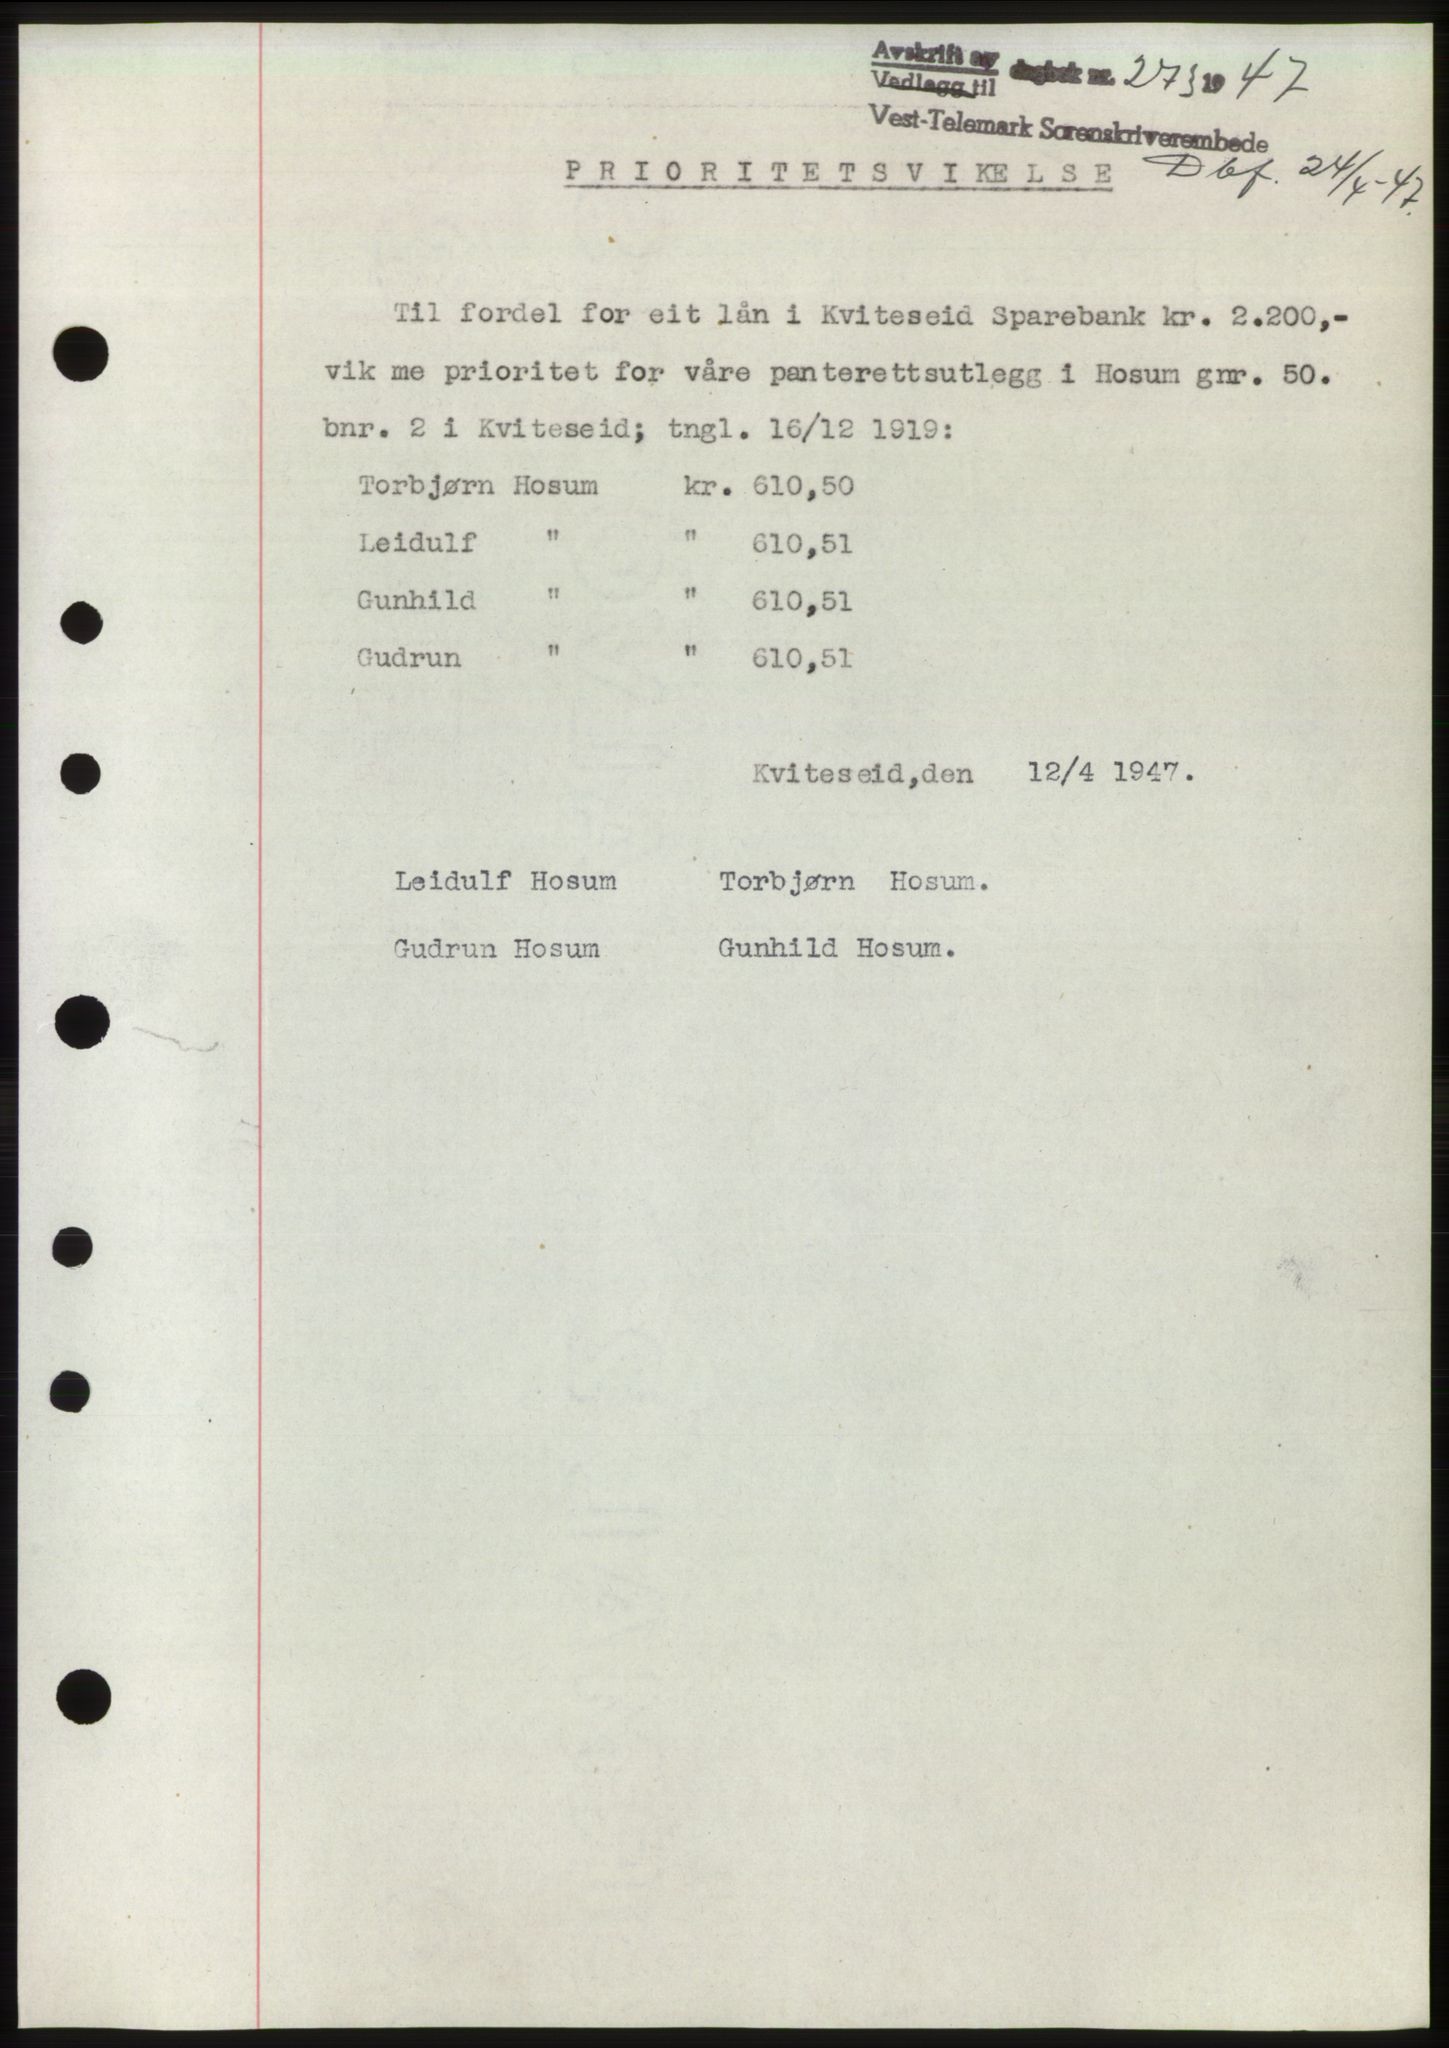 Avskrift av
Vedlegg til
dagbok nr. 273 19 47
Vest-Telemark Sorenskriverembede
PRIORITETSVIKELSE
Dbf. 24/4-47.
Til fordel for eit lån i Kviteseid Sparebank kr. 2.200,-
vik me prioritet for våre panterettsutlegg i Hosum gnr. 50.
bnr. 2 i Kviteseid; tngl. 16/12 1919:
Torbjørn Hosum kr. 610,50
Leidulf " " 610,51
Gunhild " " 610,51
Gudrun " " 610,51
Kviteseid,den 12/4 1947.
Leidulf Hosum Torbjørn Hosum.
Gudrun Hosum Gunhild Hosum.